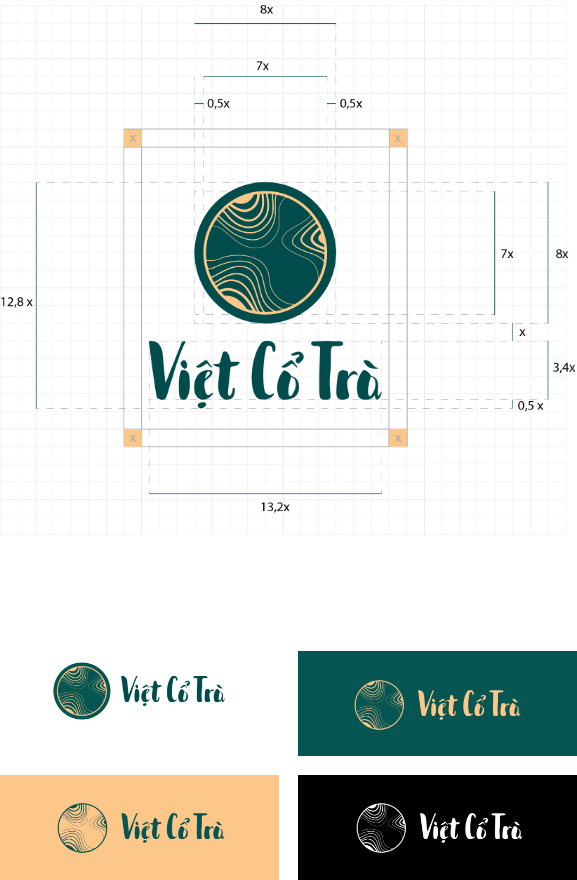 8x
7x
0,5x 0,5x
x x
7x 8x
12,8 x
x
Việt Cổ Trà
3,4x
0,5 x
x x
13,2x
Việt Cổ Trà
Việt Cổ Trà
Việt Cổ Trà
Việt Cổ Trà